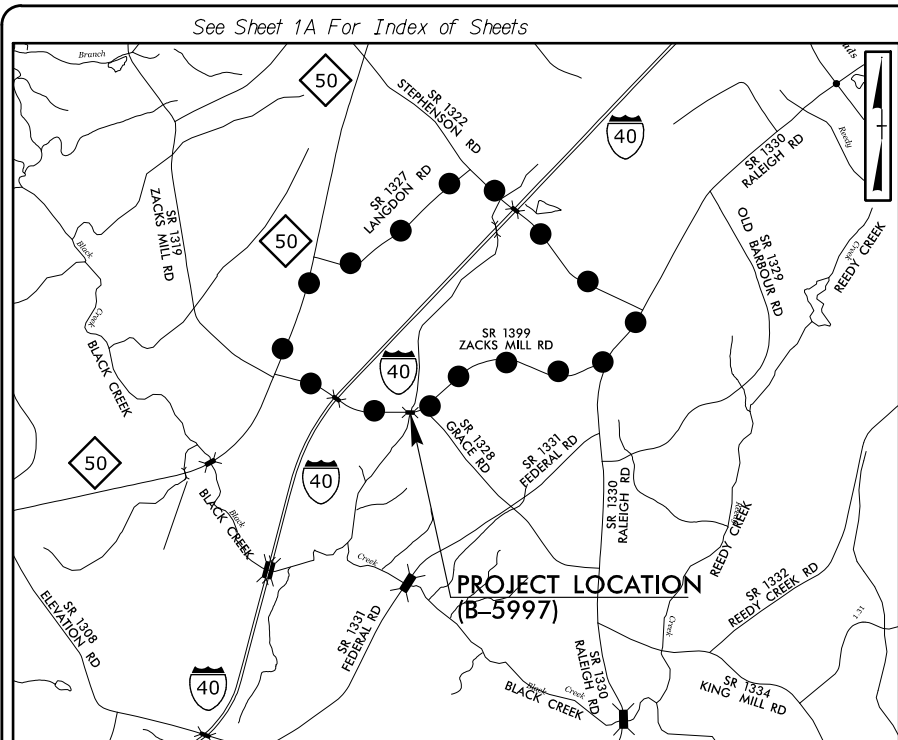 See Sheet 1A For Index of Sheets
Branch
50
SR 1322
STEPHENSON RD
40
SR 1330
RALEIGH RD
Reedy
SR 1327
LANGDON RD
SR 1319
ZACKS MILL RD
50
SR 1329
OLD BARBOUR RD
Creek
REEDY CREEK
Black
Creek
BLACK CREEK
SR 1399
ZACKS MILL RD
40
SR 1328
GRACE RD
SR 1331
FEDERAL RD
50
40
SR 1330
RALEIGH RD
BLACK CREEK
Black
REEDY CREEK
Creek
PROJECT LOCATION
(B-5997)
SR 1332
REEDY CREEK RD
SR 1308
ELEVATION RD
SR 1331
FEDERAL RD
Creek
1.31
40
SR 1330
RALEIGH RD
BLACK CREEK
Black
Creek
SR 1334
KING MILL RD